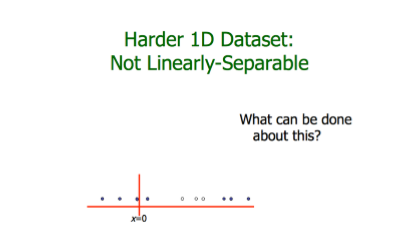 Harder 1D Dataset:
Not Linearly-Separable
What can be done
about this?
x=0